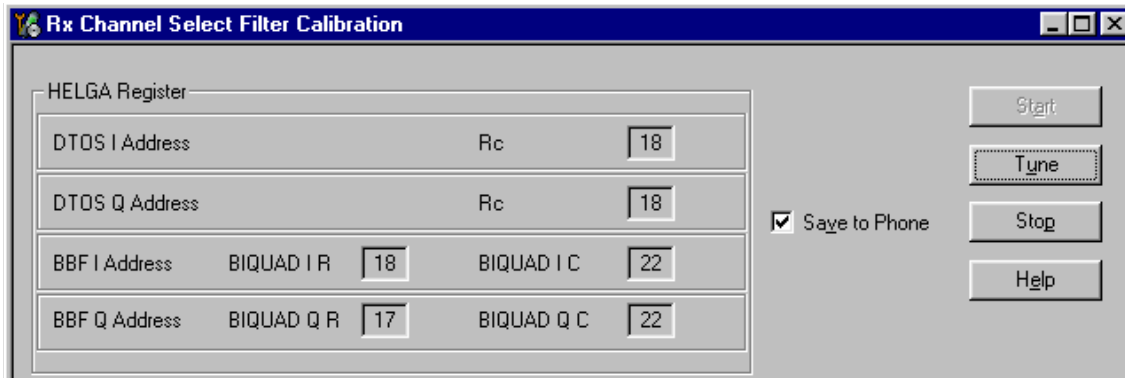 Rx Channel Select Filter Calibration
HELGA Register
DTOS I Address Rc 18
DTOS Q Address Rc 18
BBF I Address BIQUAD I R 18 BIQUAD I C 22
BBF Q Address BIQUAD Q R 17 BIQUAD Q C 22
Save to Phone
Start
Tune
Stop
Help